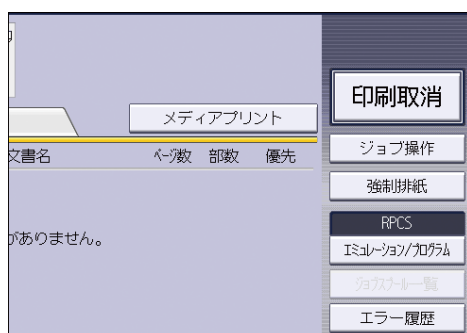 印刷取消
メディアプリント
文書名 ページ数 部数 優先
ジョブ操作
強制排紙
がありません。
RPCS
エミュレーション/プログラム
ジョブスプール一覧
エラー履歴